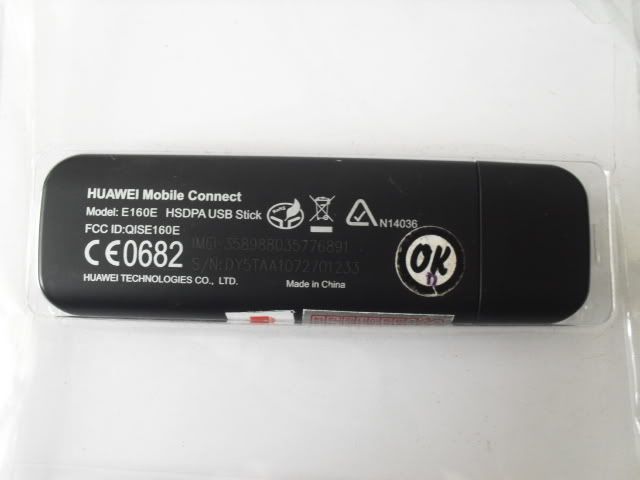 HUAWEI Mobile Connect
Model: E160E HSDPA USB Stick
N14036
FCC ID:QISE160E
IMEI:358988035776891
CE0682
S/N:DY5TAA1072701233
HUAWEI TECHNOLOGIES CO., LTD.
Made in China
OK